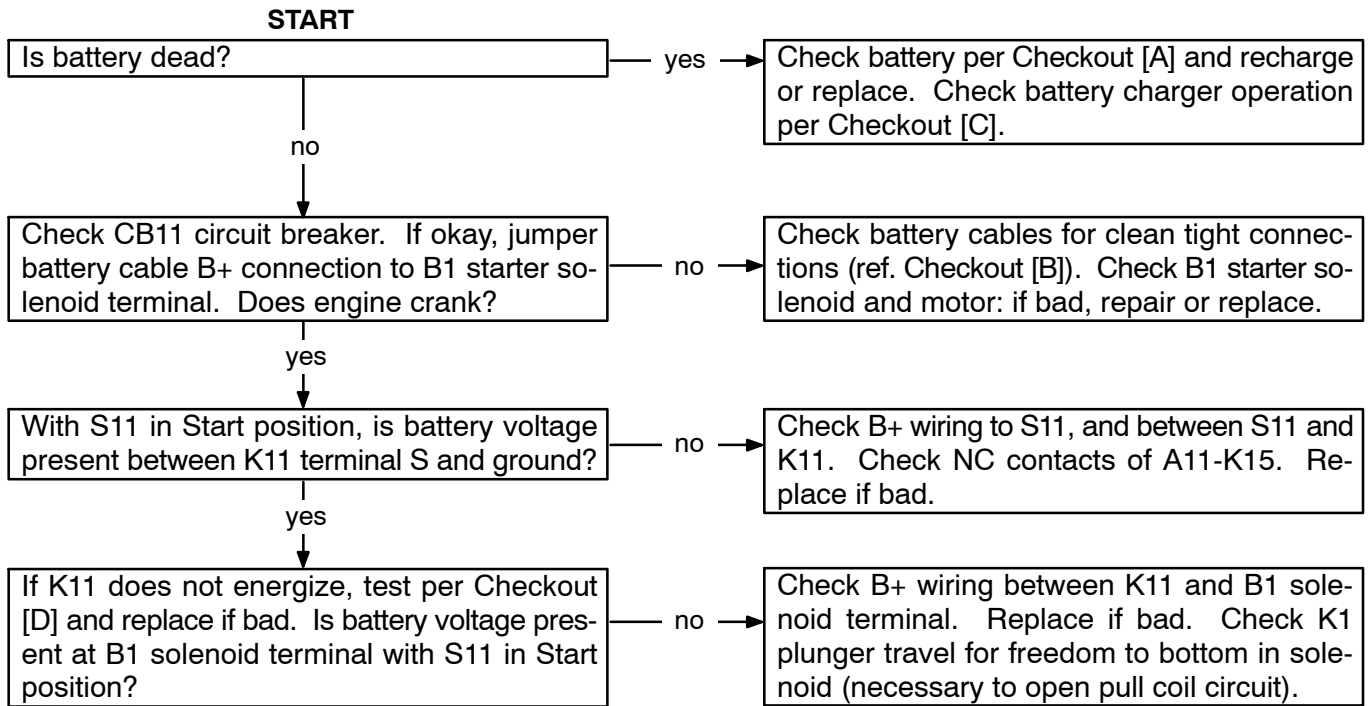 START
Is battery dead?
yes
Check battery per Checkout [A] and recharge
or replace. Check battery charger operation
per Checkout [C].
no
Check CB11 circuit breaker. If okay, jumper
battery cable B+ connection to B1 starter so-
lenoid terminal. Does engine crank?
no
Check battery cables for clean tight connec-
tions (ref. Checkout [B]). Check B1 starter so-
lenoid and motor: if bad, repair or replace.
yes
With S11 in Start position, is battery voltage
present between K11 terminal S and ground?
no
Check B+ wiring to S11, and between S11 and
K11. Check NC contacts of A11-K15. Re-
place if bad.
yes
If K11 does not energize, test per Checkout
[D] and replace if bad. Is battery voltage pres-
ent at B1 solenoid terminal with S11 in Start
position?
no
Check B+ wiring between K11 and B1 sole-
noid terminal. Replace if bad. Check K1
plunger travel for freedom to bottom in sole-
noid (necessary to open pull coil circuit).